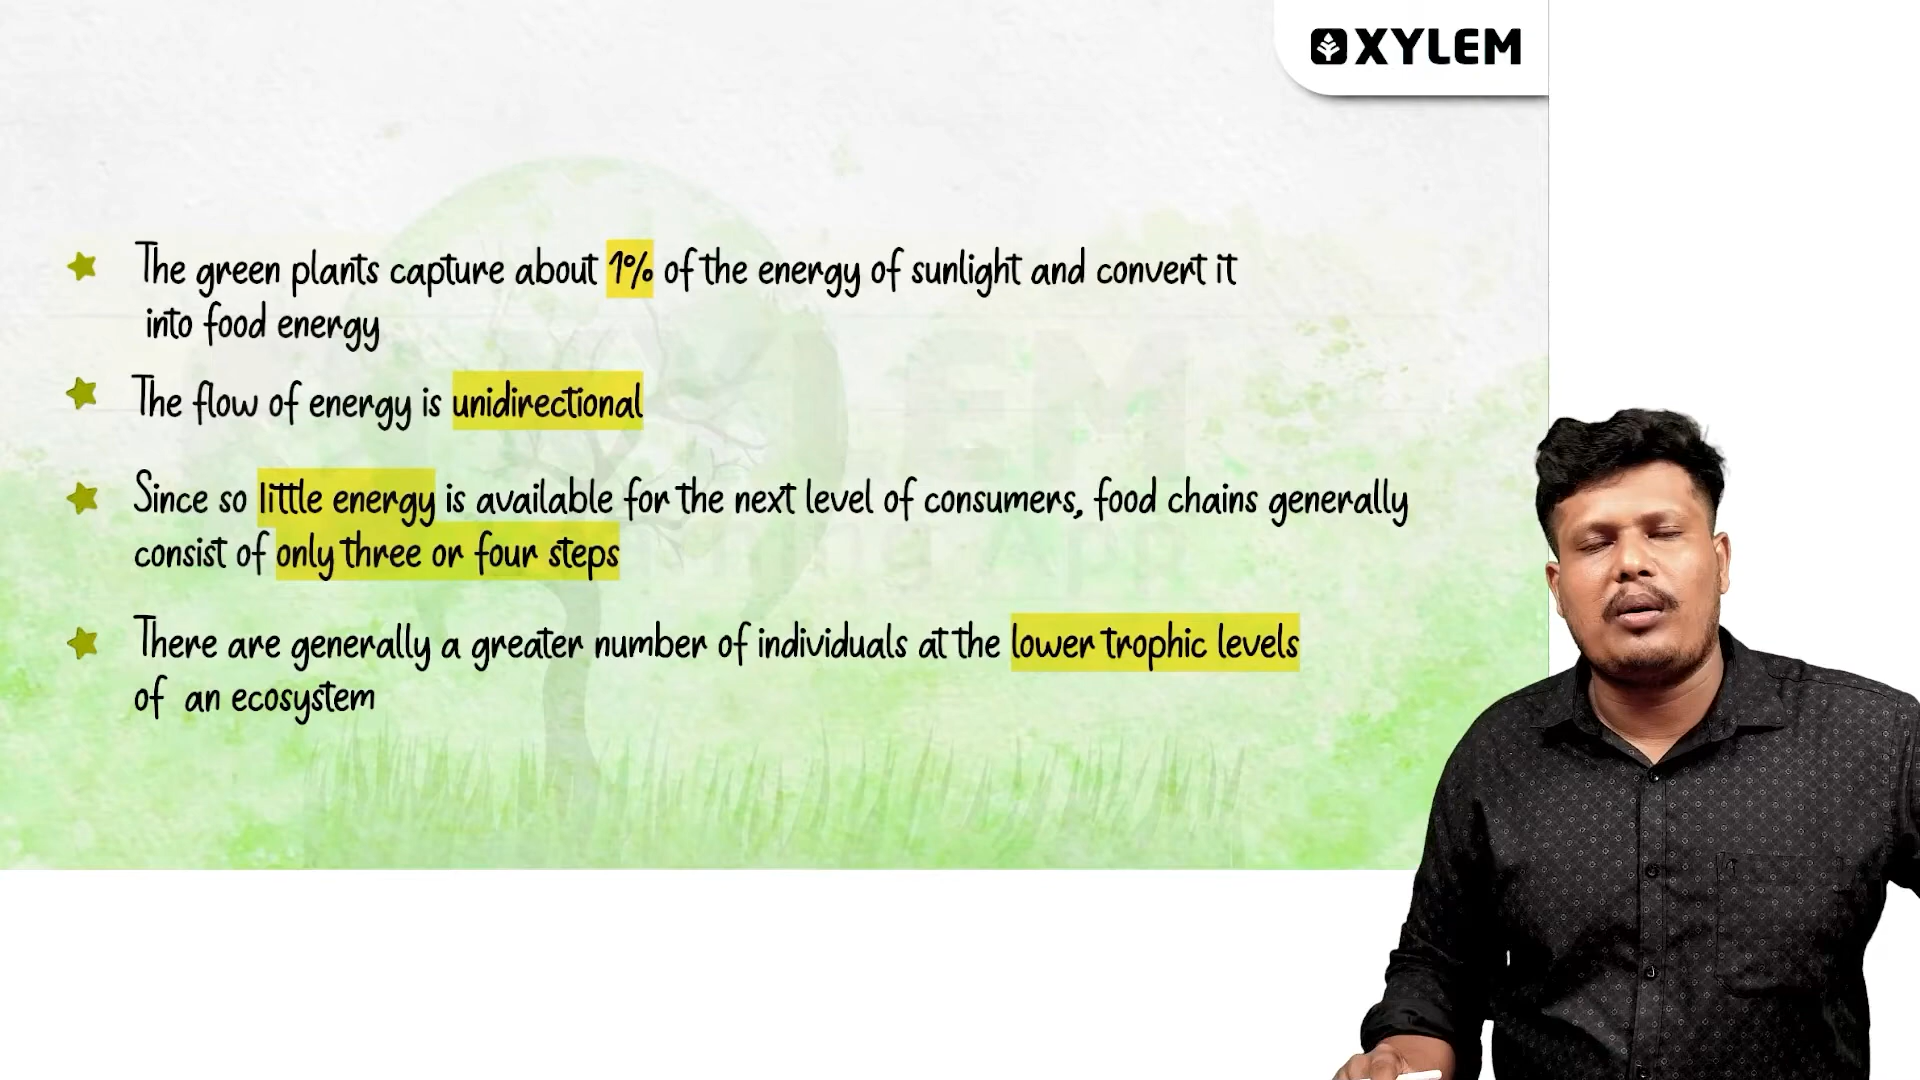 XYLEM
The green plants capture about 1% of the energy of sunlight and convert it
into food energy
The flow of energy is unidirectional
Since so little energy is available for the next level of consumers, food chains generally
consist of only three or four steps
There are generally a greater number of individuals at the lower trophic levels
of an ecosystem